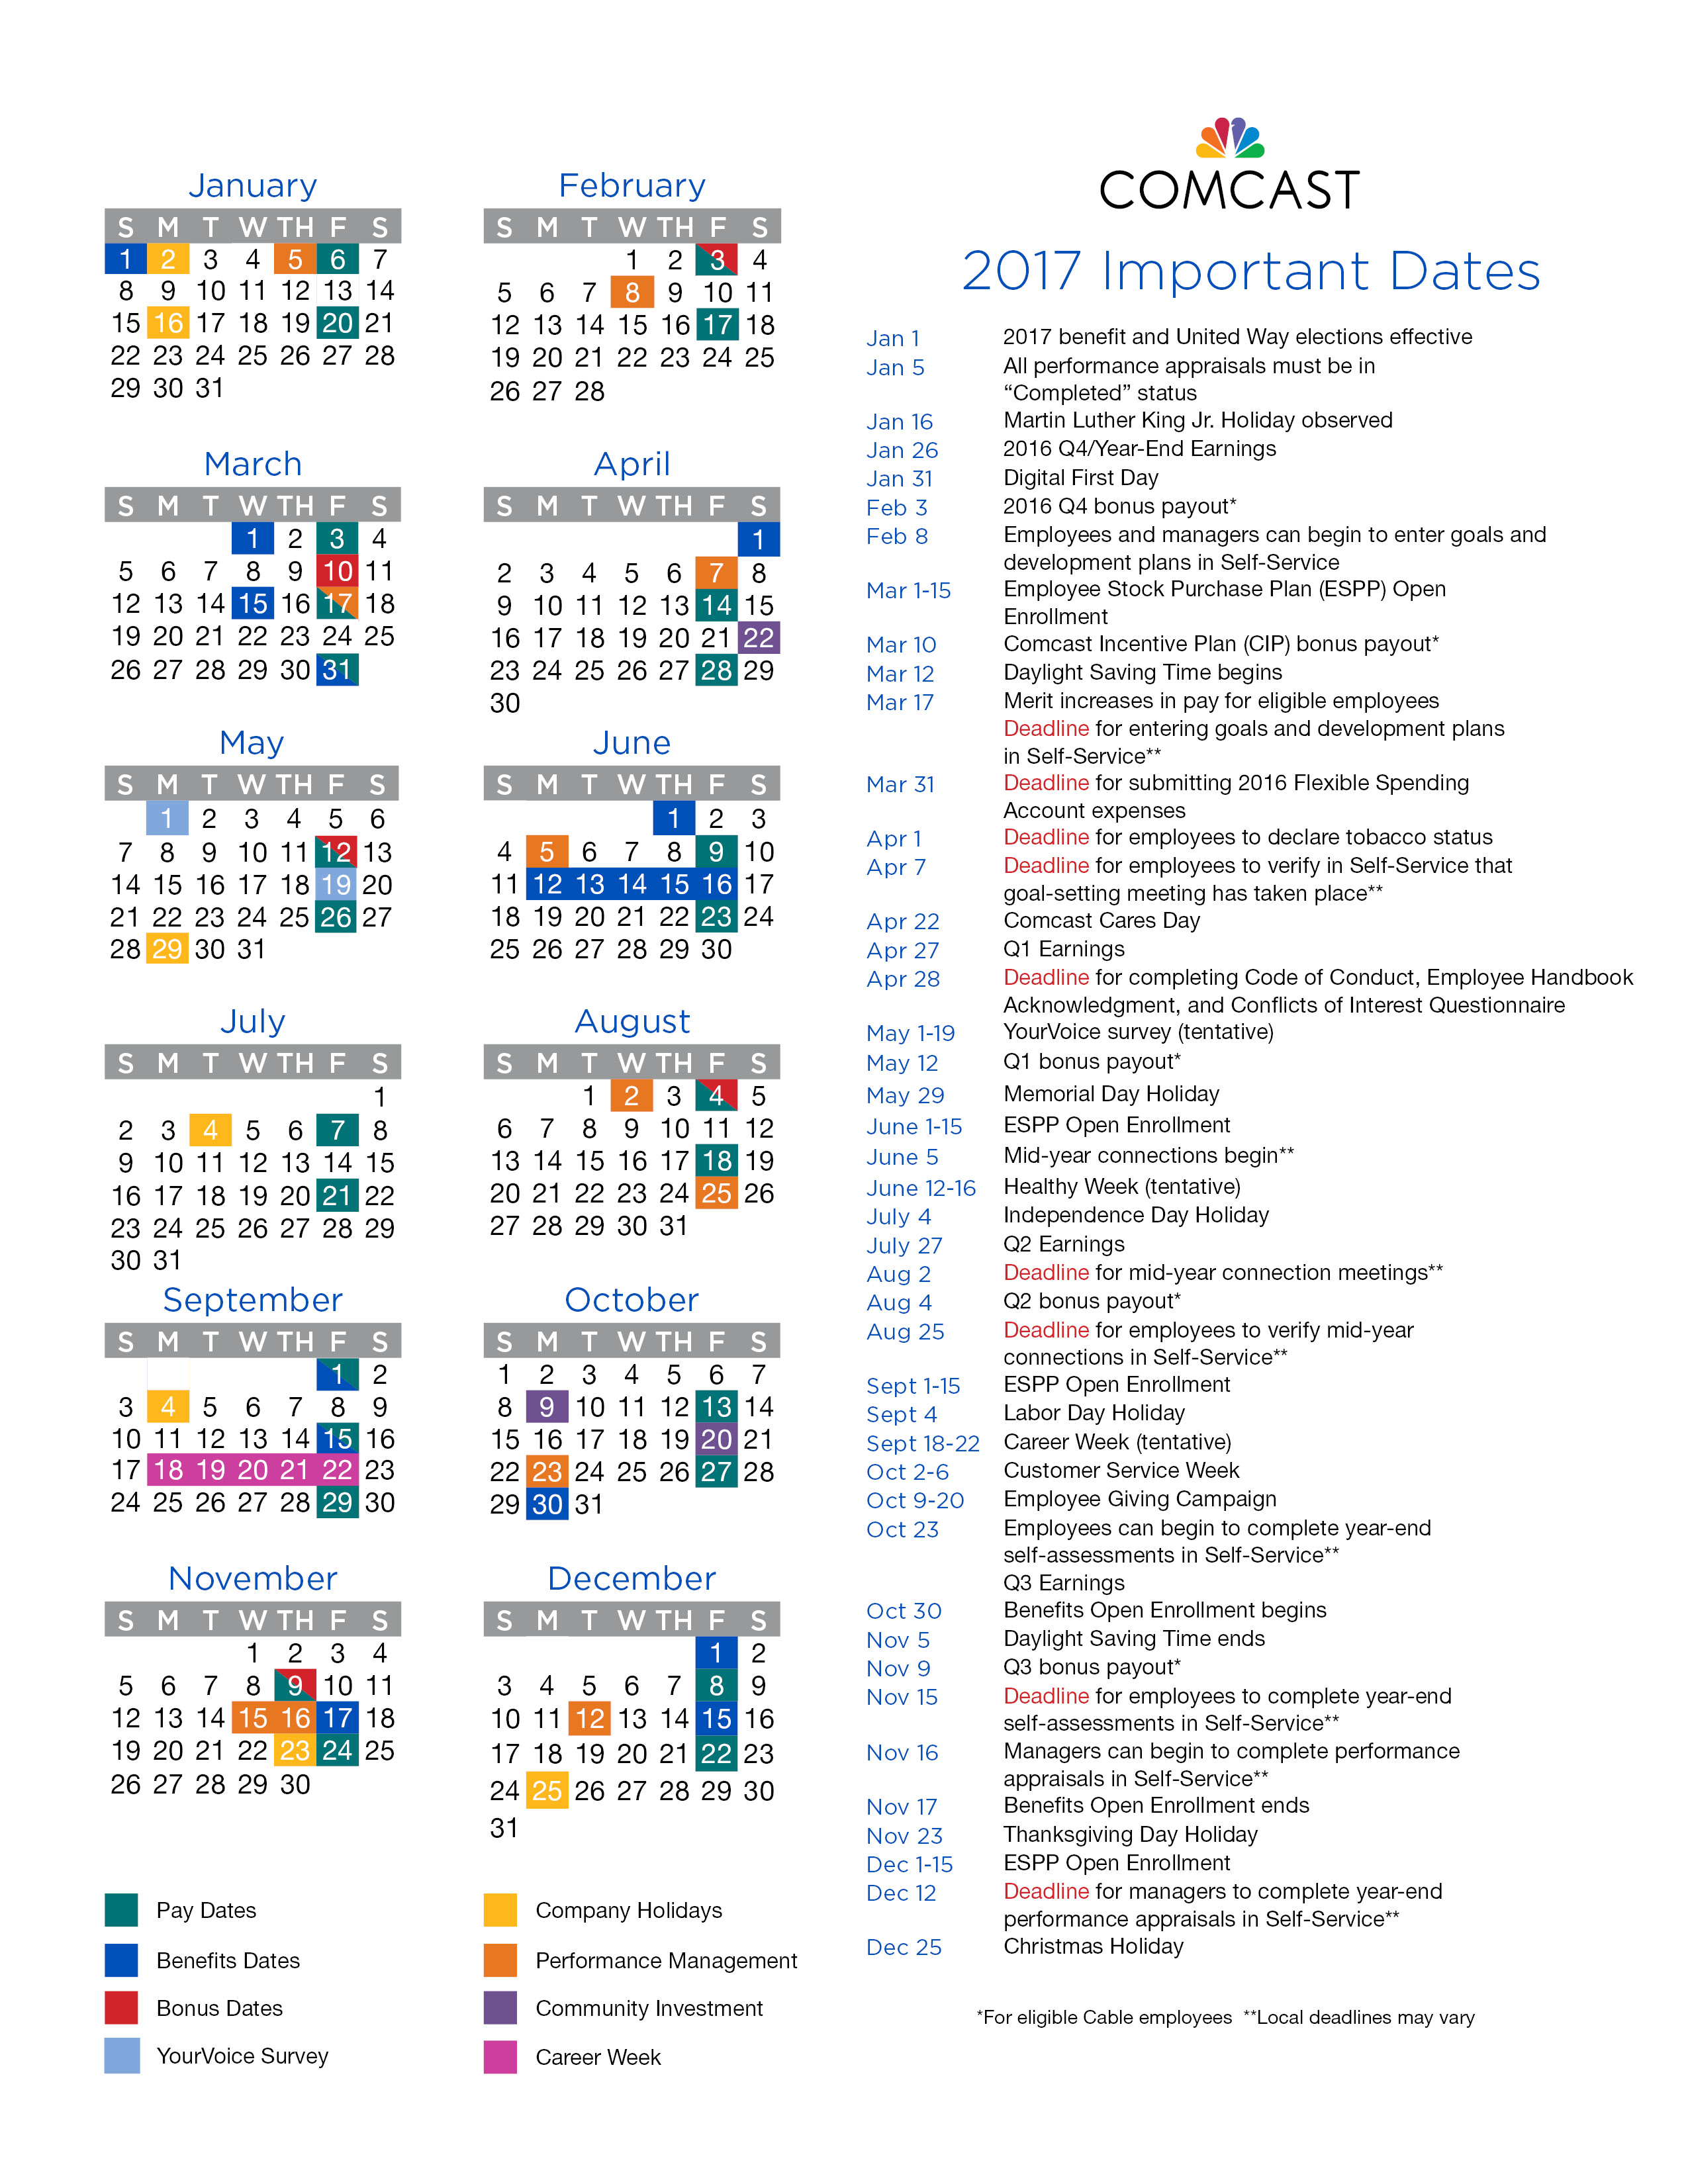 January
S M T W TH F S
1 2 3 4 5 6 7
8 9 10 11 12 13 14
15 16 17 18 19 20 21
22 23 24 25 26 27 28
29 30 31
February
S M T W TH F S
1 2 3 4
5 6 7 8 9 10 11
12 13 14 15 16 17 18
19 20 21 22 23 24 25
26 27 28
March
S M T W TH F S
1 2 3 4
5 6 7 8 9 10 11
12 13 14 15 16 17 18
19 20 21 22 23 24 25
26 27 28 29 30 31
April
S M T W TH F S
1
2 3 4 5 6 7 8
9 10 11 12 13 14 15
16 17 18 19 20 21 22
23 24 25 26 27 28 29
30
May
S M T W TH F S
1 2 3 4 5 6
7 8 9 10 11 12 13
14 15 16 17 18 19 20
21 22 23 24 25 26 27
28 29 30 31
June
S M T W TH F S
1 2 3
4 5 6 7 8 9 10
11 12 13 14 15 16 17
18 19 20 21 22 23 24
25 26 27 28 29 30
July
S M T W TH F S
1
2 3 4 5 6 7 8
9 10 11 12 13 14 15
16 17 18 19 20 21 22
23 24 25 26 27 28 29
30 31
August
S M T W TH F S
1 2 3 4 5
6 7 8 9 10 11 12
13 14 15 16 17 18 19
20 21 22 23 24 25 26
27 28 29 30 31
September
S M T W TH F S
1 2
3 4 5 6 7 8 9
10 11 12 13 14 15 16
17 18 19 20 21 22 23
24 25 26 27 28 29 30
October
S M T W TH F S
1 2 3 4 5 6 7
8 9 10 11 12 13 14
15 16 17 18 19 20 21
22 23 24 25 26 27 28
29 30 31
November
S M T W TH F S
1 2 3 4
5 6 7 8 9 10 11
12 13 14 15 16 17 18
19 20 21 22 23 24 25
26 27 28 29 30
December
S M T W TH F S
1 2
3 4 5 6 7 8 9
10 11 12 13 14 15 16
17 18 19 20 21 22 23
24 25 26 27 28 29 30
31
Pay Dates
Benefits Dates
Bonus Dates
YourVoice Survey
Company Holidays
Performance Management
Community Investment
Career Week
COMCAST
2017 Important Dates
Jan 1 2017 benefit and United Way elections effective
Jan 5 All performance appraisals must be in
“Completed” status
Jan 16 Martin Luther King Jr. Holiday observed
Jan 26 2016 Q4/Year-End Earnings
Jan 31 Digital First Day
Feb 3 2016 Q4 bonus payout*
Feb 8 Employees and managers can begin to enter goals and
development plans in Self-Service
Mar 1-15 Employee Stock Purchase Plan (ESPP) Open
Enrollment
Mar 10 Comcast Incentive Plan (CIP) bonus payout*
Mar 12 Daylight Saving Time begins
Mar 17 Merit increases in pay for eligible employees
Deadline for entering goals and development plans
in Self-Service**
Mar 31 Deadline for submitting 2016 Flexible Spending
Account expenses
Apr 1 Deadline for employees to declare tobacco status
Apr 7 Deadline for employees to verify in Self-Service that
goal-setting meeting has taken place**
Apr 22 Comcast Cares Day
Apr 27 Q1 Earnings
Apr 28 Deadline for completing Code of Conduct, Employee Handbook
Acknowledgment, and Conflicts of Interest Questionnaire
May 1-19 YourVoice survey (tentative)
May 12 Q1 bonus payout*
May 29 Memorial Day Holiday
June 1-15 ESPP Open Enrollment
June 5 Mid-year connections begin**
June 12-16 Healthy Week (tentative)
July 4 Independence Day Holiday
July 27 Q2 Earnings
Aug 2 Deadline for mid-year connection meetings**
Aug 4 Q2 bonus payout*
Aug 25 Deadline for employees to verify mid-year
connections in Self-Service**
Sept 1-15 ESPP Open Enrollment
Sept 4 Labor Day Holiday
Sept 18-22 Career Week (tentative)
Oct 2-6 Customer Service Week
Oct 9-20 Employee Giving Campaign
Oct 23 Employees can begin to complete year-end
self-assessments in Self-Service**
Q3 Earnings
Oct 30 Benefits Open Enrollment begins
Nov 5 Daylight Saving Time ends
Nov 9 Q3 bonus payout*
Nov 15 Deadline for employees to complete year-end
self-assessments in Self-Service**
Nov 16 Managers can begin to complete performance
appraisals in Self-Service**
Nov 17 Benefits Open Enrollment ends
Nov 23 Thanksgiving Day Holiday
Dec 1-15 ESPP Open Enrollment
Dec 12 Deadline for managers to complete year-end
performance appraisals in Self-Service**
Dec 25 Christmas Holiday
*For eligible Cable employees **Local deadlines may vary